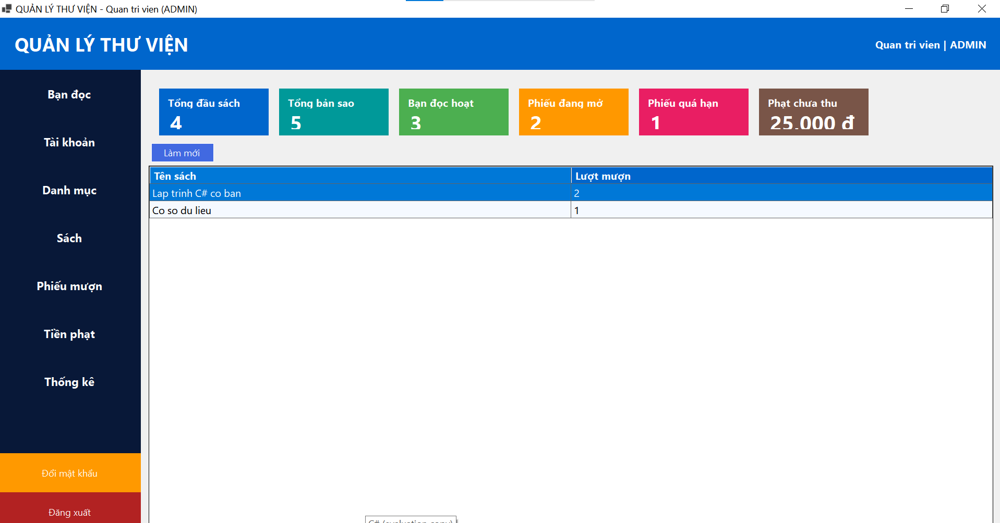 QUẢN LÝ THƯ VIỆN - Quan tri vien (ADMIN)
QUẢN LÝ THƯ VIỆN
Quan tri vien | ADMIN
Bạn đọc
Tài khoản
Danh mục
Sách
Phiếu mượn
Tiền phạt
Thống kê
Đổi mật khẩu
Đăng xuất
Tổng đầu sách
4
Tổng bản sao
5
Bạn đọc hoạt
3
Phiếu đang mở
2
Phiếu quá hạn
1
Phạt chưa thu
25.000 đ
Làm mới
Tên sách Lượt mượn
Lap trinh C# co ban 2
Co so du lieu 1
C# (evaluation copy)